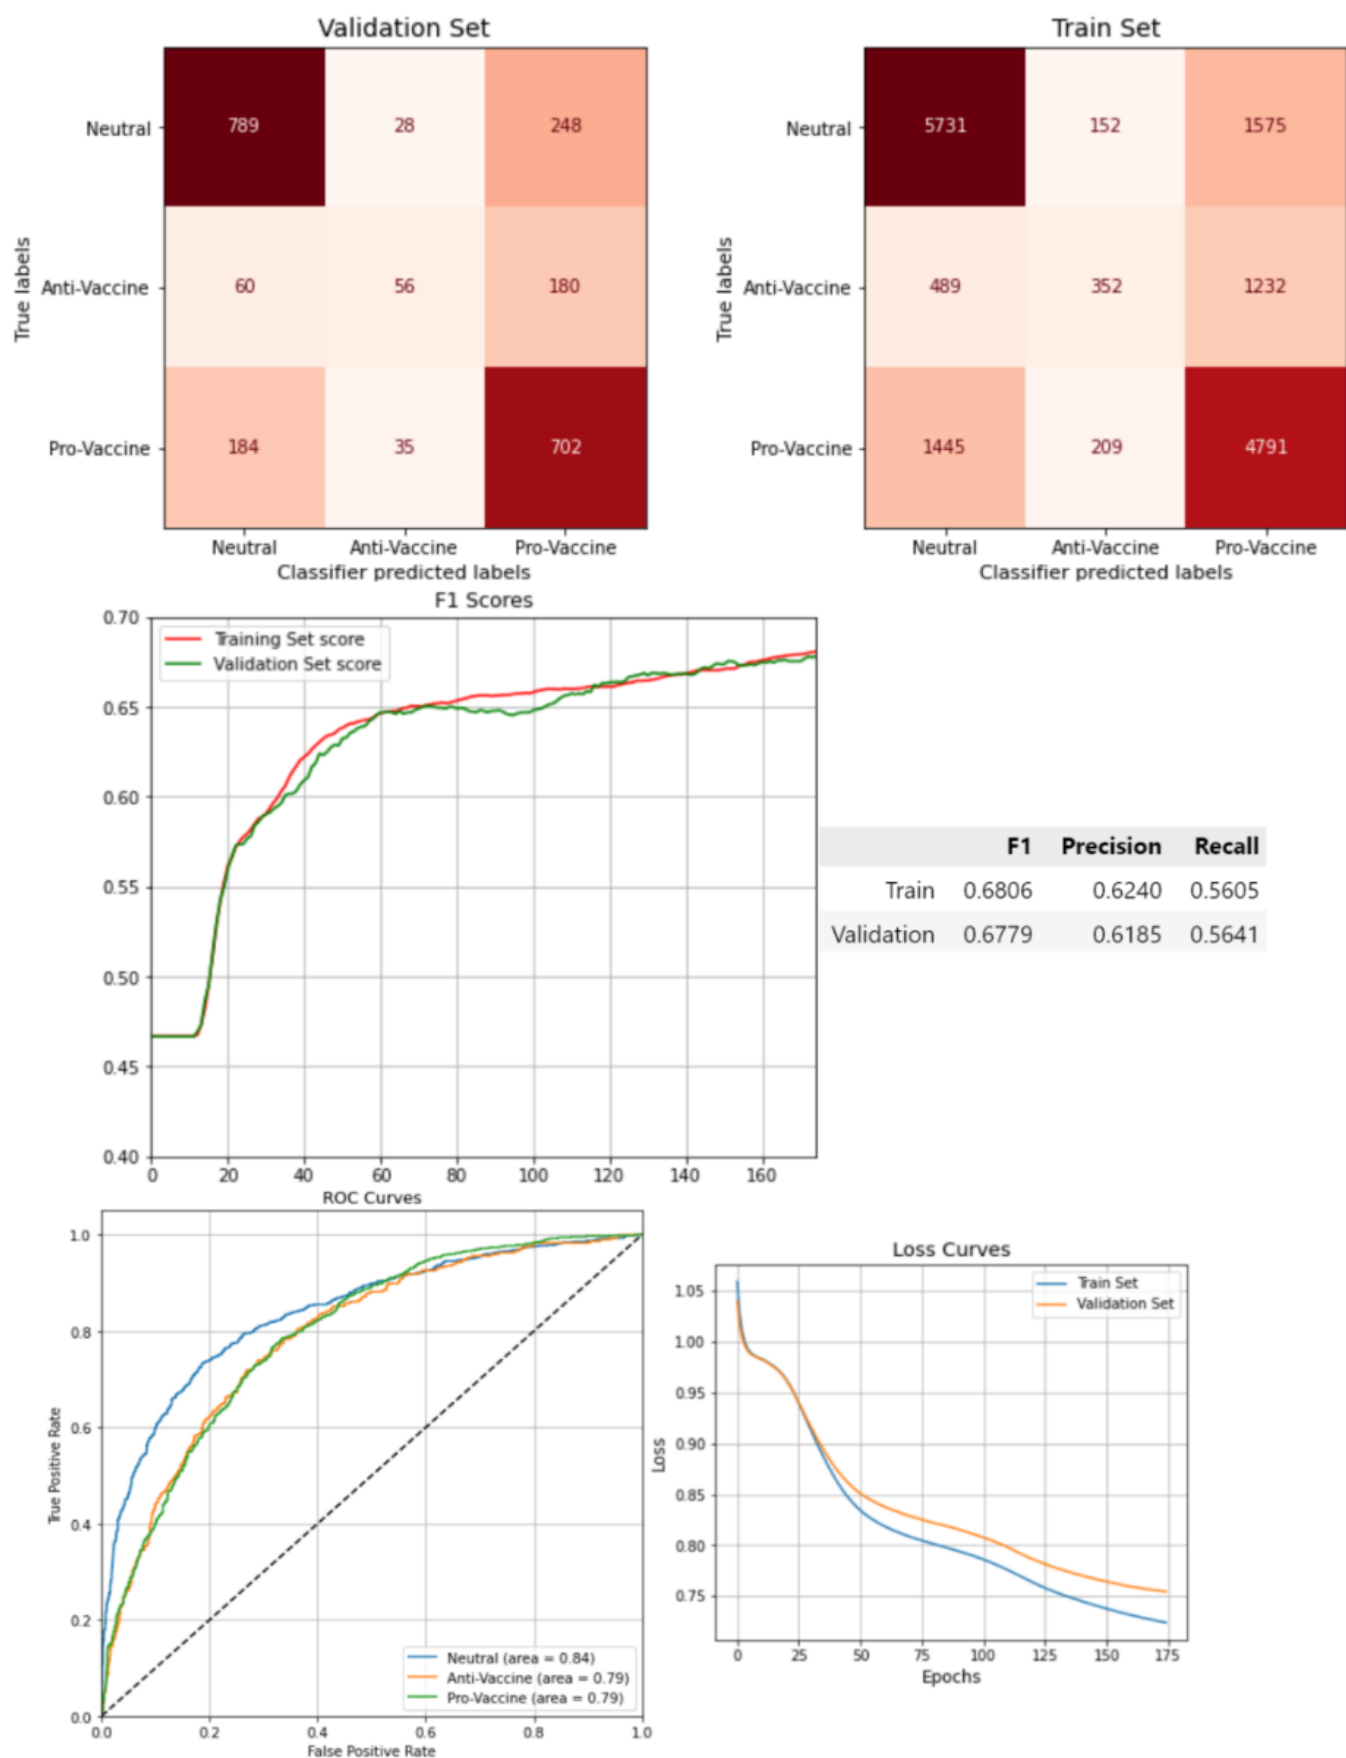 Validation Set
Neutral 789 28 248
Anti-Vaccine 60 56 180
Pro-Vaccine 184 35 702
True labels
Neutral Anti-Vaccine Pro-Vaccine
Classifier predicted labels
Train Set
Neutral 5731 152 1575
Anti-Vaccine 489 352 1232
Pro-Vaccine 1445 209 4791
True labels
Neutral Anti-Vaccine Pro-Vaccine
Classifier predicted labels
F1 Scores
Training Set score
Validation Set score
0.70
0.65
0.60
0.55
0.50
0.45
0.40
0 20 40 60 80 100 120 140 160
F1 Precision Recall
Train 0.6806 0.6240 0.5605
Validation 0.6779 0.6185 0.5641
ROC Curves
1.0
0.8
0.6
0.4
0.2
0.0
True Positive Rate
Neutral (area = 0.84)
Anti-Vaccine (area = 0.79)
Pro-Vaccine (area = 0.79)
0.0 0.2 0.4 0.6 0.8 1.0
False Positive Rate
Loss Curves
Train Set
Validation Set
1.05
1.00
0.95
0.90
0.85
0.80
0.75
Loss
0 25 50 75 100 125 150 175
Epochs